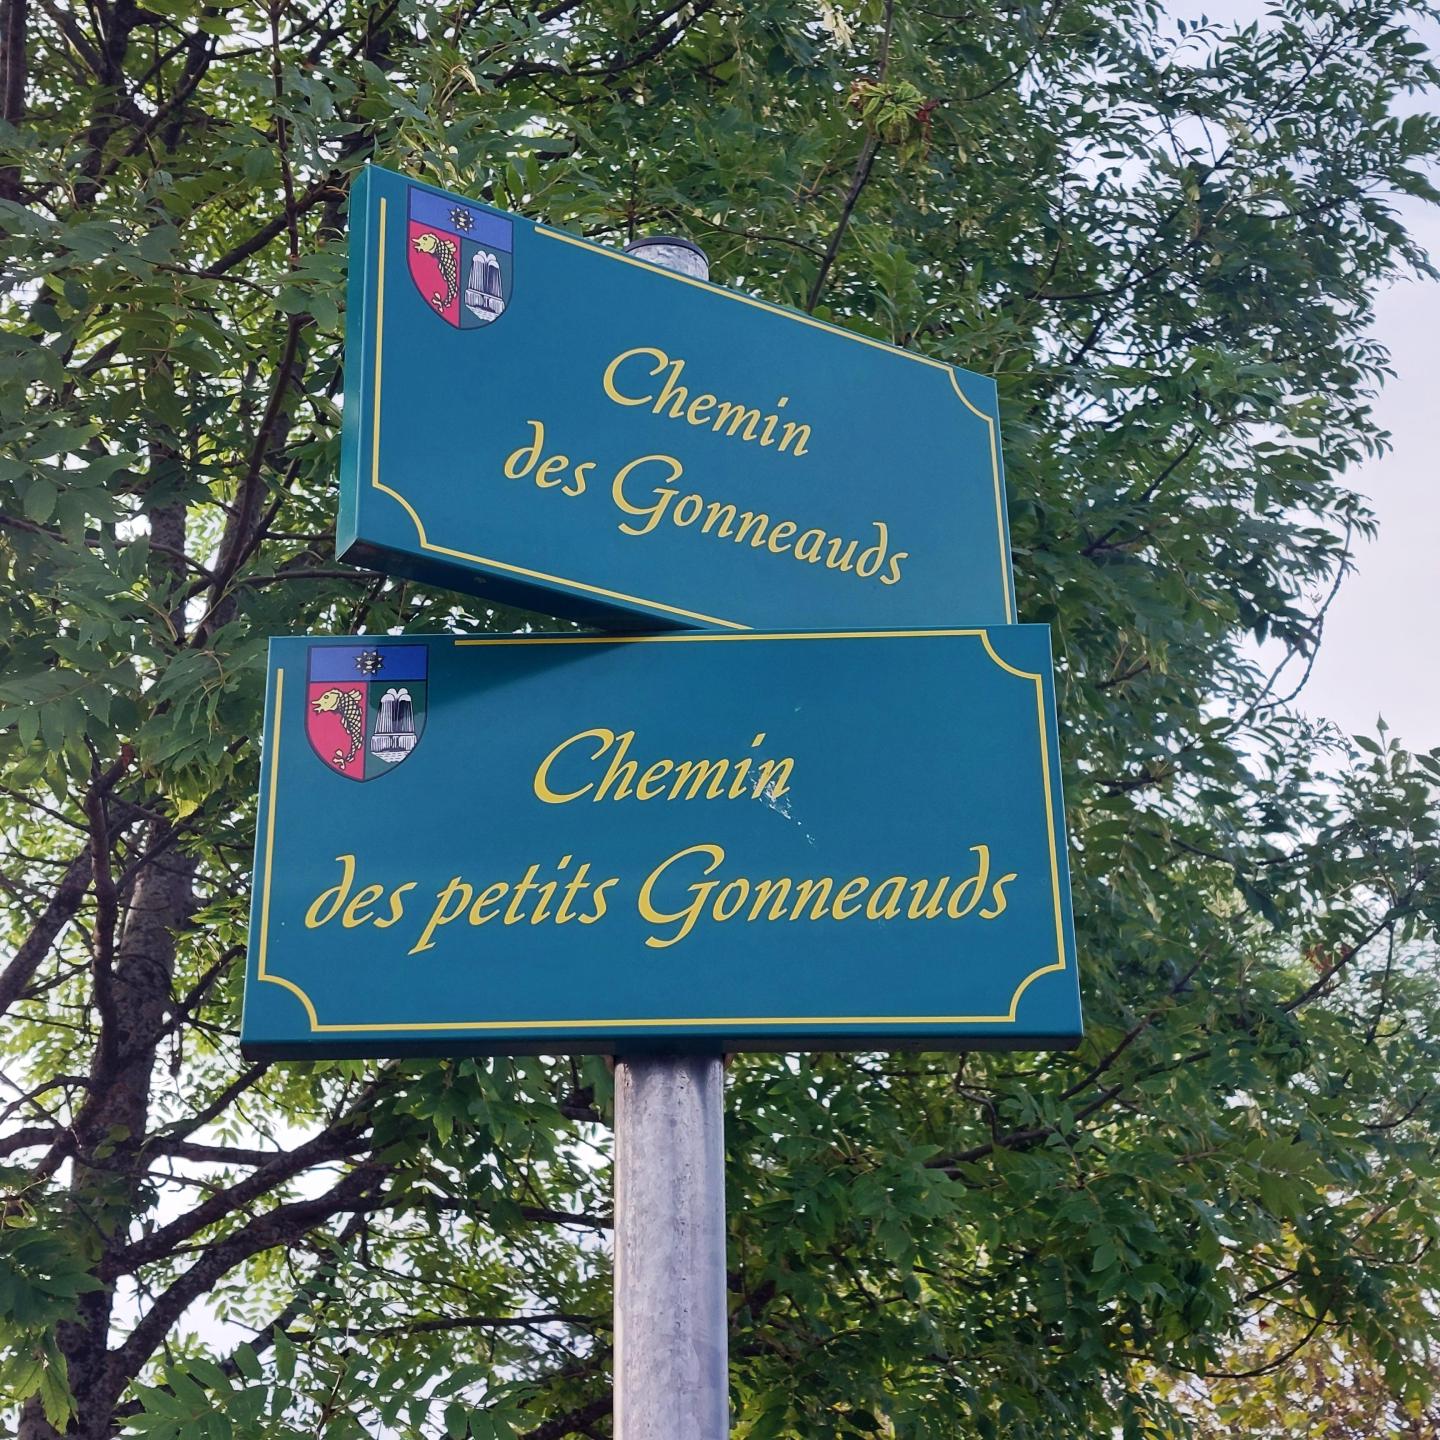 Chemin
des Gonneauds
Chemin
des petits Gonneauds